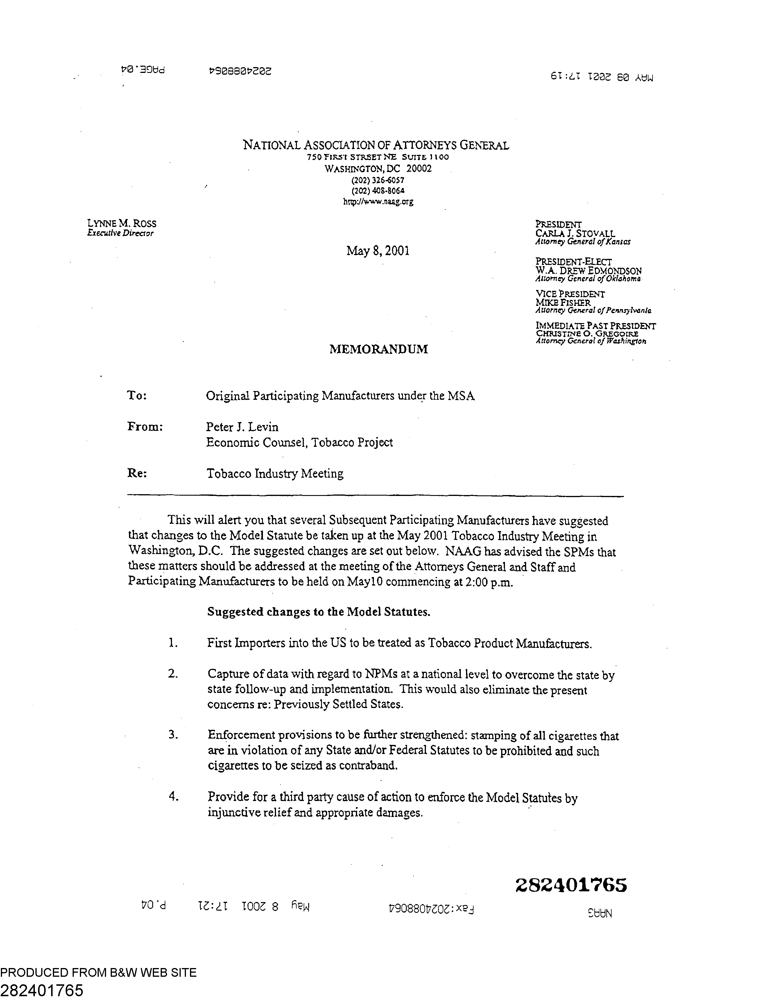 PAGE.04 2024088064 MAY 08 2001 17:19
NATIONAL ASSOCIATION OF ATTORNEYS GENERAL
750 FIRST STREET NE SUITE 1100
WASHINGTON, DC 20002
(202) 326-6057
(202) 408-8064
http://www.naag.org
LYNNE M. ROSS
Executive Director
PRESIDENT
CARLA J. STOVALL
Attorney General of Kansas
May 8, 2001
PRESIDENT-ELECT
W.A. DREW EDMONDSON
Attorney General of Oklahoma
VICE PRESIDENT
MIKE FISHER
Attorney General of Pennsylvania
IMMEDIATE PAST PRESIDENT
CHRISTINE O. GREGOIRE
Attorney General of Washington
MEMORANDUM
To: Original Participating Manufacturers under the MSA
From: Peter J. Levin
Economic Counsel, Tobacco Project
Re: Tobacco Industry Meeting
This will alert you that several Subsequent Participating Manufacturers have suggested
that changes to the Model Statute be taken up at the May 2001 Tobacco Industry Meeting in
Washington, D.C. The suggested changes are set out below. NAAG has advised the SPMs that
these matters should be addressed at the meeting of the Attorneys General and Staff and
Participating Manufacturers to be held on May10 commencing at 2:00 p.m.
Suggested changes to the Model Statutes.
1. First Importers into the US to be treated as Tobacco Product Manufacturers.
2. Capture of data with regard to NPMs at a national level to overcome the state by
state follow-up and implementation. This would also eliminate the present
concerns re: Previously Settled States.
3. Enforcement provisions to be further strengthened: stamping of all cigarettes that
are in violation of any State and/or Federal Statutes to be prohibited and such
cigarettes to be seized as contraband.
4. Provide for a third party cause of action to enforce the Model Statutes by
injunctive relief and appropriate damages.
282401765
P.04 May 8 2001 17:21 Fax:2024088064 NAAG
PRODUCED FROM B&W WEB SITE
282401765